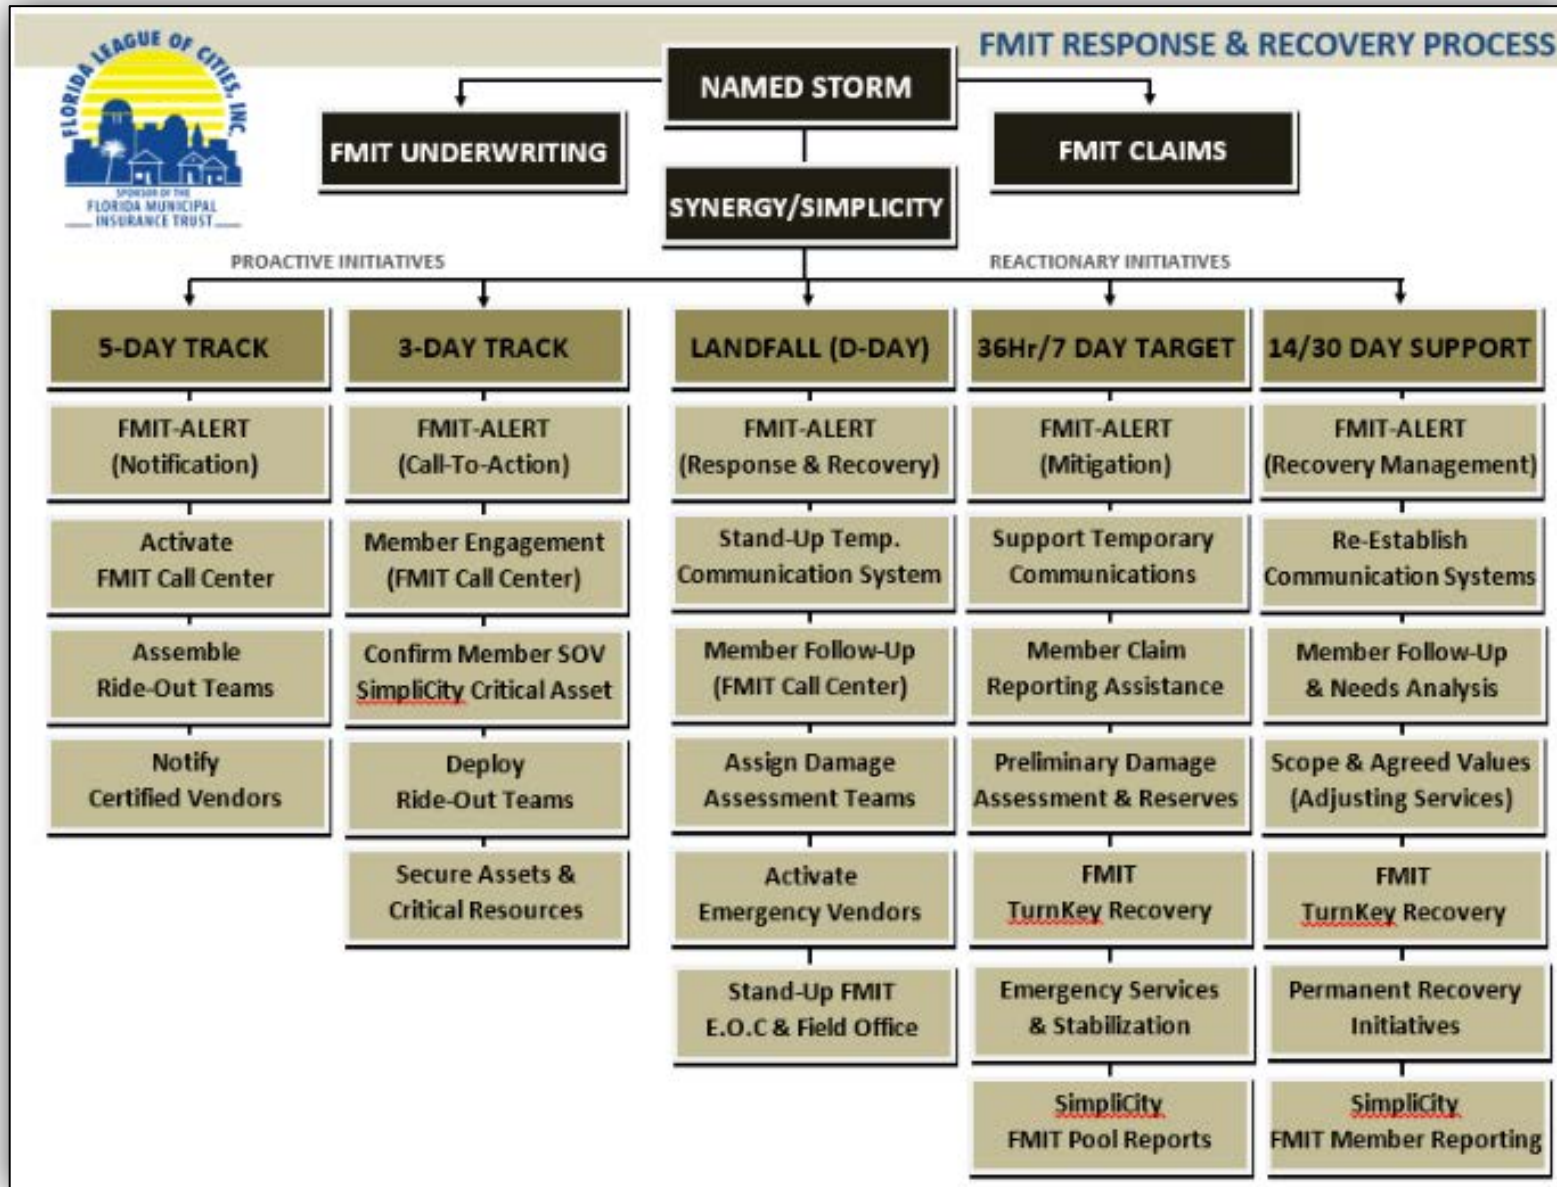 FMIT RESPONSE & RECOVERY PROCESS
FLORIDA LEAGUE OF CITIES, INC.
SPONSOR OF THE
FLORIDA MUNICIPAL
INSURANCE TRUST
NAMED STORM
FMIT UNDERWRITING
FMIT CLAIMS
SYNERGY/SIMPLICITY
PROACTIVE INITIATIVES
REACTIONARY INITIATIVES
5-DAY TRACK
FMIT-ALERT
(Notification)
Activate
FMIT Call Center
Assemble
Ride-Out Teams
Notify
Certified Vendors
3-DAY TRACK
FMIT-ALERT
(Call-To-Action)
Member Engagement
(FMIT Call Center)
Confirm Member SOV
SimpliCity Critical Asset
Deploy
Ride-Out Teams
Secure Assets &
Critical Resources
LANDFALL (D-DAY)
FMIT-ALERT
(Response & Recovery)
Stand-Up Temp.
Communication System
Member Follow-Up
(FMIT Call Center)
Assign Damage
Assessment Teams
Activate
Emergency Vendors
Stand-Up FMIT
E.O.C & Field Office
36Hr/7 DAY TARGET
FMIT-ALERT
(Mitigation)
Support Temporary
Communications
Member Claim
Reporting Assistance
Preliminary Damage
Assessment & Reserves
FMIT
TurnKey Recovery
Emergency Services
& Stabilization
SimpliCity
FMIT Pool Reports
14/30 DAY SUPPORT
FMIT-ALERT
(Recovery Management)
Re-Establish
Communication Systems
Member Follow-Up
& Needs Analysis
Scope & Agreed Values
(Adjusting Services)
FMIT
TurnKey Recovery
Permanent Recovery
Initiatives
SimpliCity
FMIT Member Reporting